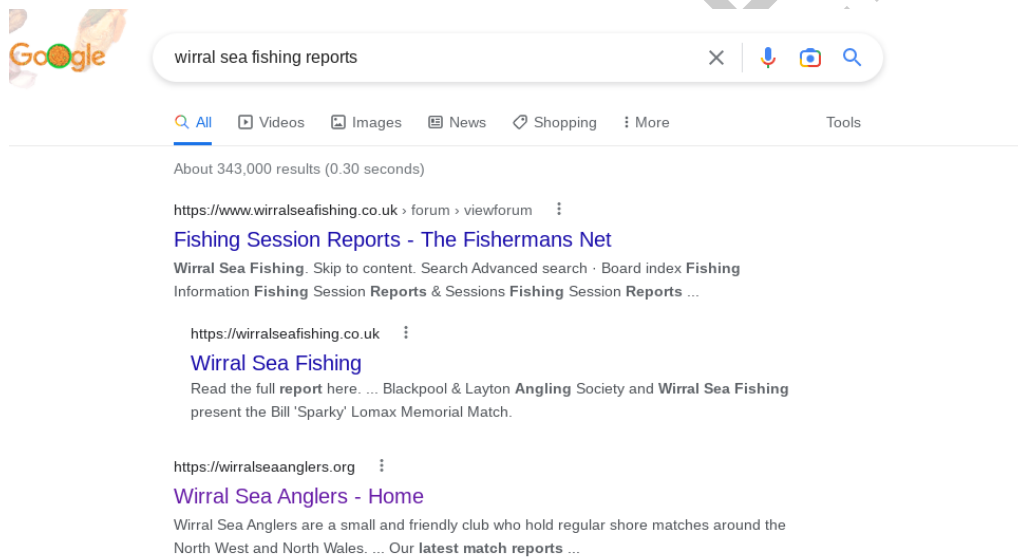 Google
wirral sea fishing reports
All Videos Images News Shopping More Tools
About 343,000 results (0.30 seconds)
https://www.wirralseafishing.co.uk › forum › viewforum
Fishing Session Reports - The Fishermans Net
Wirral Sea Fishing. Skip to content. Search Advanced search · Board index Fishing
Information Fishing Session Reports & Sessions Fishing Session Reports ...
https://wirralseafishing.co.uk
Wirral Sea Fishing
Read the full report here. ... Blackpool & Layton Angling Society and Wirral Sea Fishing
present the Bill 'Sparky' Lomax Memorial Match.
https://wirralseaanglers.org
Wirral Sea Anglers - Home
Wirral Sea Anglers are a small and friendly club who hold regular shore matches around the
North West and North Wales. ... Our latest match reports ...